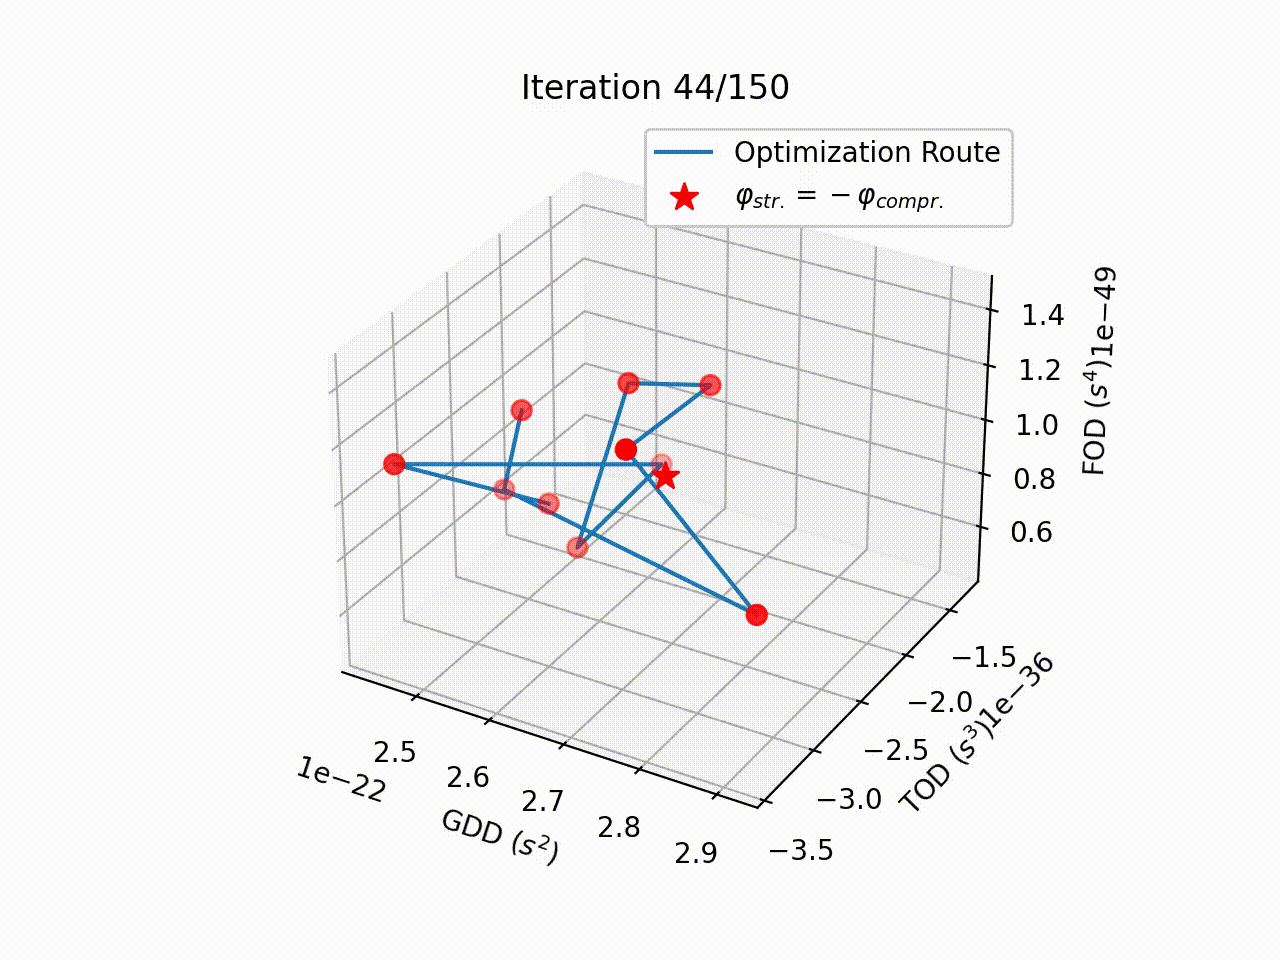 Iteration 44/150
Optimization Route
φstr. = −φcompr.
1.4
1.2
1.0
0.8
0.6
FOD (s⁴)1e−49
−1.5
−2.0
−2.5
−3.0
−3.5
TOD (s³)1e−36
2.5
2.6
2.7
2.8
2.9
1e−22
GDD (s²)